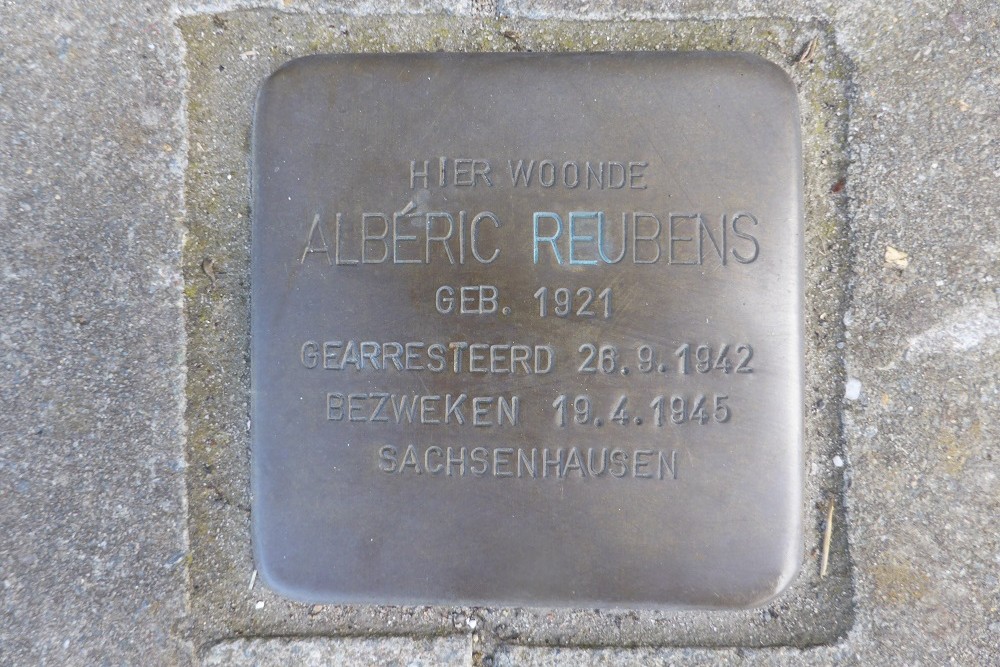 HIER WOONDE
ALBÉRIC REUBENS
GEB. 1921
GEARRESTEERD 26.9.1942
BEZWEKEN 19.4.1945
SACHSENHAUSEN